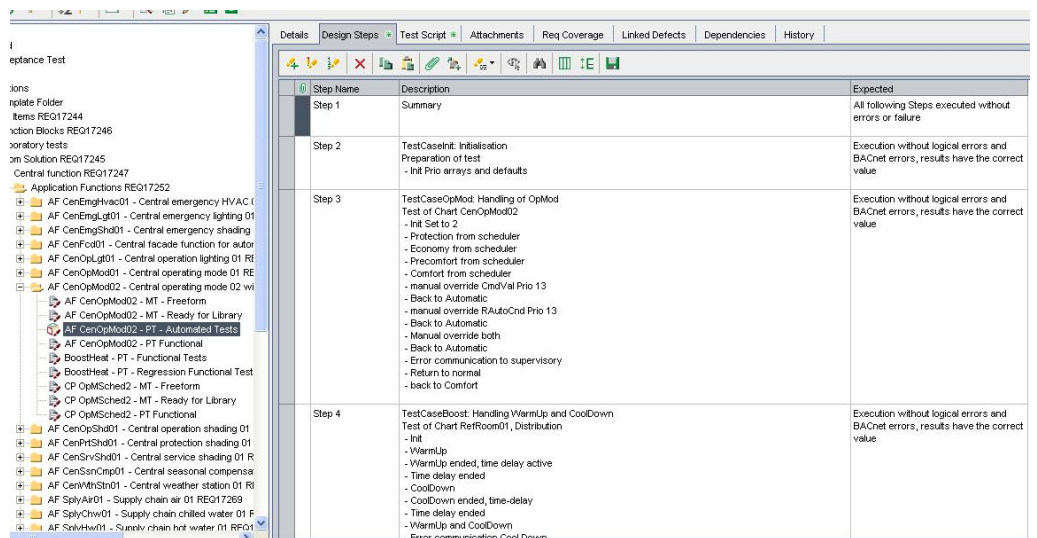 Details Design Steps * Test Script * Attachments Req Coverage Linked Defects Dependencies History
eptance Test
ions
mplate Folder
Items REQ17244
nction Blocks REQ17246
boratory tests
om Solution REQ17245
Central function REQ17247
Application Functions REQ17252
AF CenEmgHvac01 - Central emergency HVAC (
AF CenEmgLgt01 - Central emergency lighting 01
AF CenEmgShd01 - Central emergency shading
AF CenFcd01 - Central facade function for autor
AF CenOpLgt01 - Central operation lighting 01 RE
AF CenOpMod01 - Central operating mode 01 RE
AF CenOpMod02 - Central operating mode 02 wi
AF CenOpMod02 - MT - Freeform
AF CenOpMod02 - MT - Ready for Library
AF CenOpMod02 - PT - Automated Tests
AF CenOpMod02 - PT Functional
BoostHeat - PT - Functional Tests
BoostHeat - PT - Regression Functional Test
CP OpMSched2 - MT - Freeform
CP OpMSched2 - MT - Ready for Library
CP OpMSched2 - PT Functional
AF CenOpShd01 - Central operation shading 01
AF CenPrtShd01 - Central protection shading 01
AF CenSrvShd01 - Central service shading 01 R
AF CenSsnCmp01 - Central seasonal compensa
AF CenWthStn01 - Central weather station 01 RI
AF SplyAir01 - Supply chain air 01 REQ17269
AF SplyChw01 - Supply chain chilled water 01 F
AF SplyHw01 - Supply chain hot water 01 REQ1
Step Name Description Expected
Step 1 Summary All following Steps executed without
errors or failure
Step 2 TestCaseInit: Initialisation Execution without logical errors and
Preparation of test BACnet errors, results have the correct
- Init Prio arrays and defaults value
Step 3 TestCaseOpMod: Handling of OpMod Execution without logical errors and
Test of Chart CenOpMod02 BACnet errors, results have the correct
- Init Set to 2 value
- Protection from scheduler
- Economy from scheduler
- Precomfort from scheduler
- Comfort from scheduler
- manual override CmdVal Prio 13
- Back to Automatic
- manual override RAutoCnd Prio 13
- Back to Automatic
- Manual override both
- Back to Automatic
- Error communication to supervisory
- Return to normal
- back to Comfort
Step 4 TestCaseBoost: Handling WarmUp and CoolDown Execution without logical errors and
Test of Chart RefRoom01, Distribution BACnet errors, results have the correct
- Init value
- WarmUp
- WarmUp ended, time delay active
- Time delay ended
- CoolDown
- CoolDown ended, time-delay
- Time delay ended
- WarmUp and CoolDown
- Error communication Cool Down